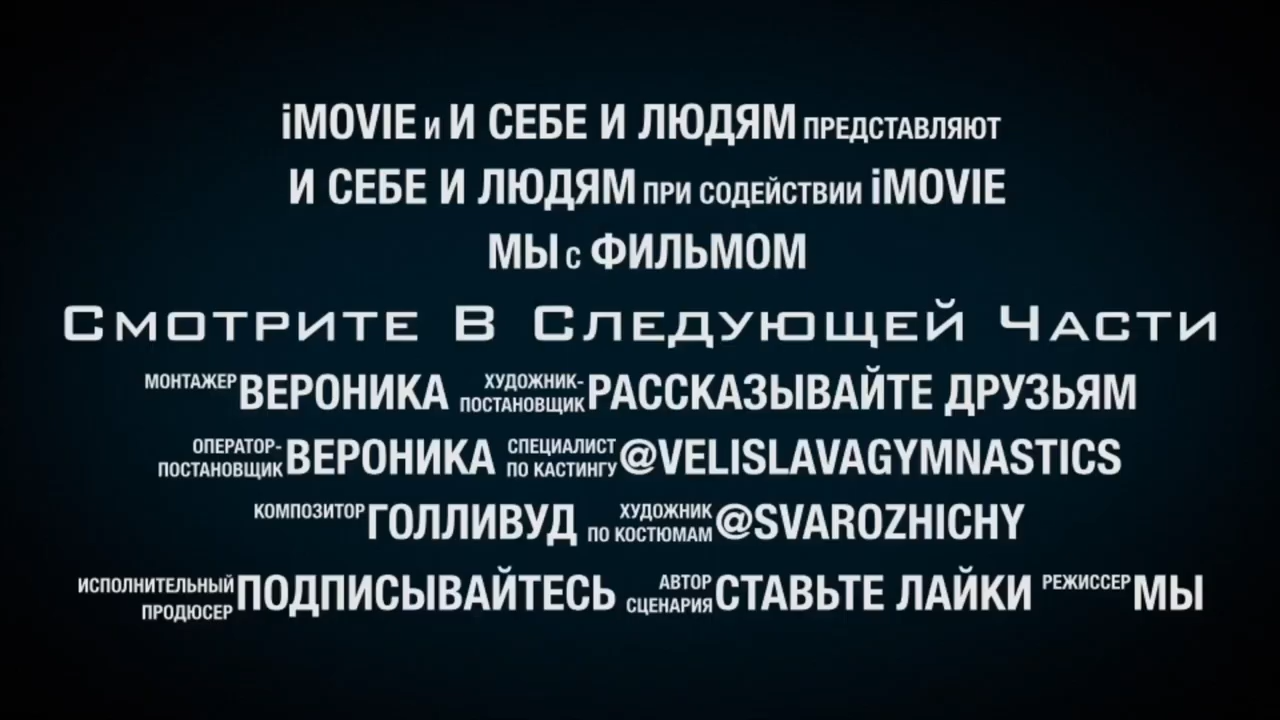 iMOVIE И И СЕБЕ И ЛЮДЯМ ПРЕДСТАВЛЯЮТ
И СЕБЕ И ЛЮДЯМ ПРИ СОДЕЙСТВИИ iMOVIE
МЫ С ФИЛЬМОМ
Смотрите В Следующей Части
МОНТАЖЕР ВЕРОНИКА ХУДОЖНИК-ПОСТАНОВЩИК РАССКАЗЫВАЙТЕ ДРУЗЬЯМ
ОПЕРАТОР-ПОСТАНОВЩИК ВЕРОНИКА СПЕЦИАЛИСТ ПО КАСТИНГУ @VELISLAVAGYMNASTICS
КОМПОЗИТОР ГОЛЛИВУД ХУДОЖНИК ПО КОСТЮМАМ @SVAROZHICHY
ИСПОЛНИТЕЛЬНЫЙ ПРОДЮСЕР ПОДПИСЫВАЙТЕСЬ АВТОР СЦЕНАРИЯ СТАВЬТЕ ЛАЙКИ РЕЖИССЕР МЫ